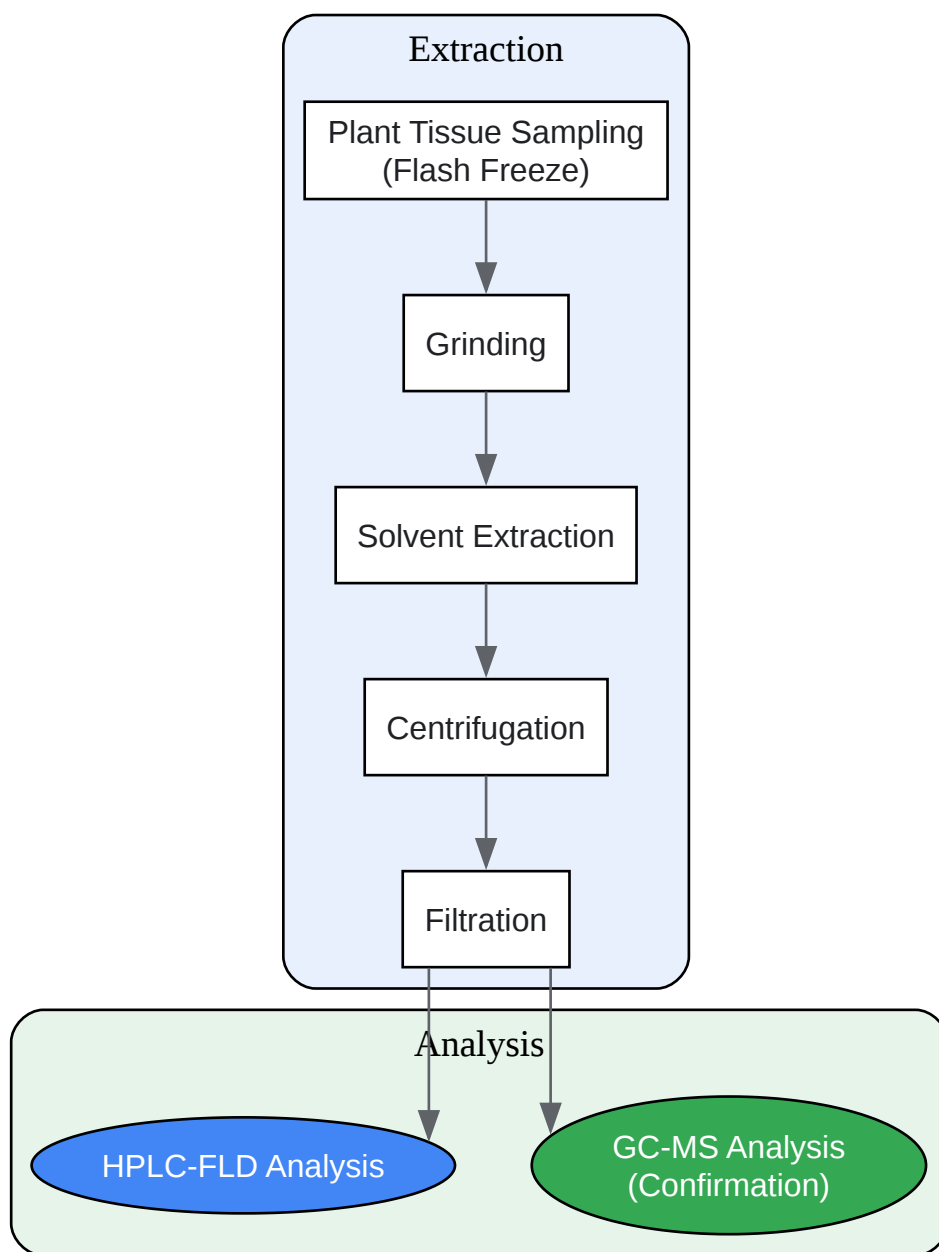 Extraction
Plant Tissue Sampling
(Flash Freeze)
Grinding
Solvent Extraction
Centrifugation
Filtration
Analysis
HPLC-FLD Analysis
GC-MS Analysis
(Confirmation)